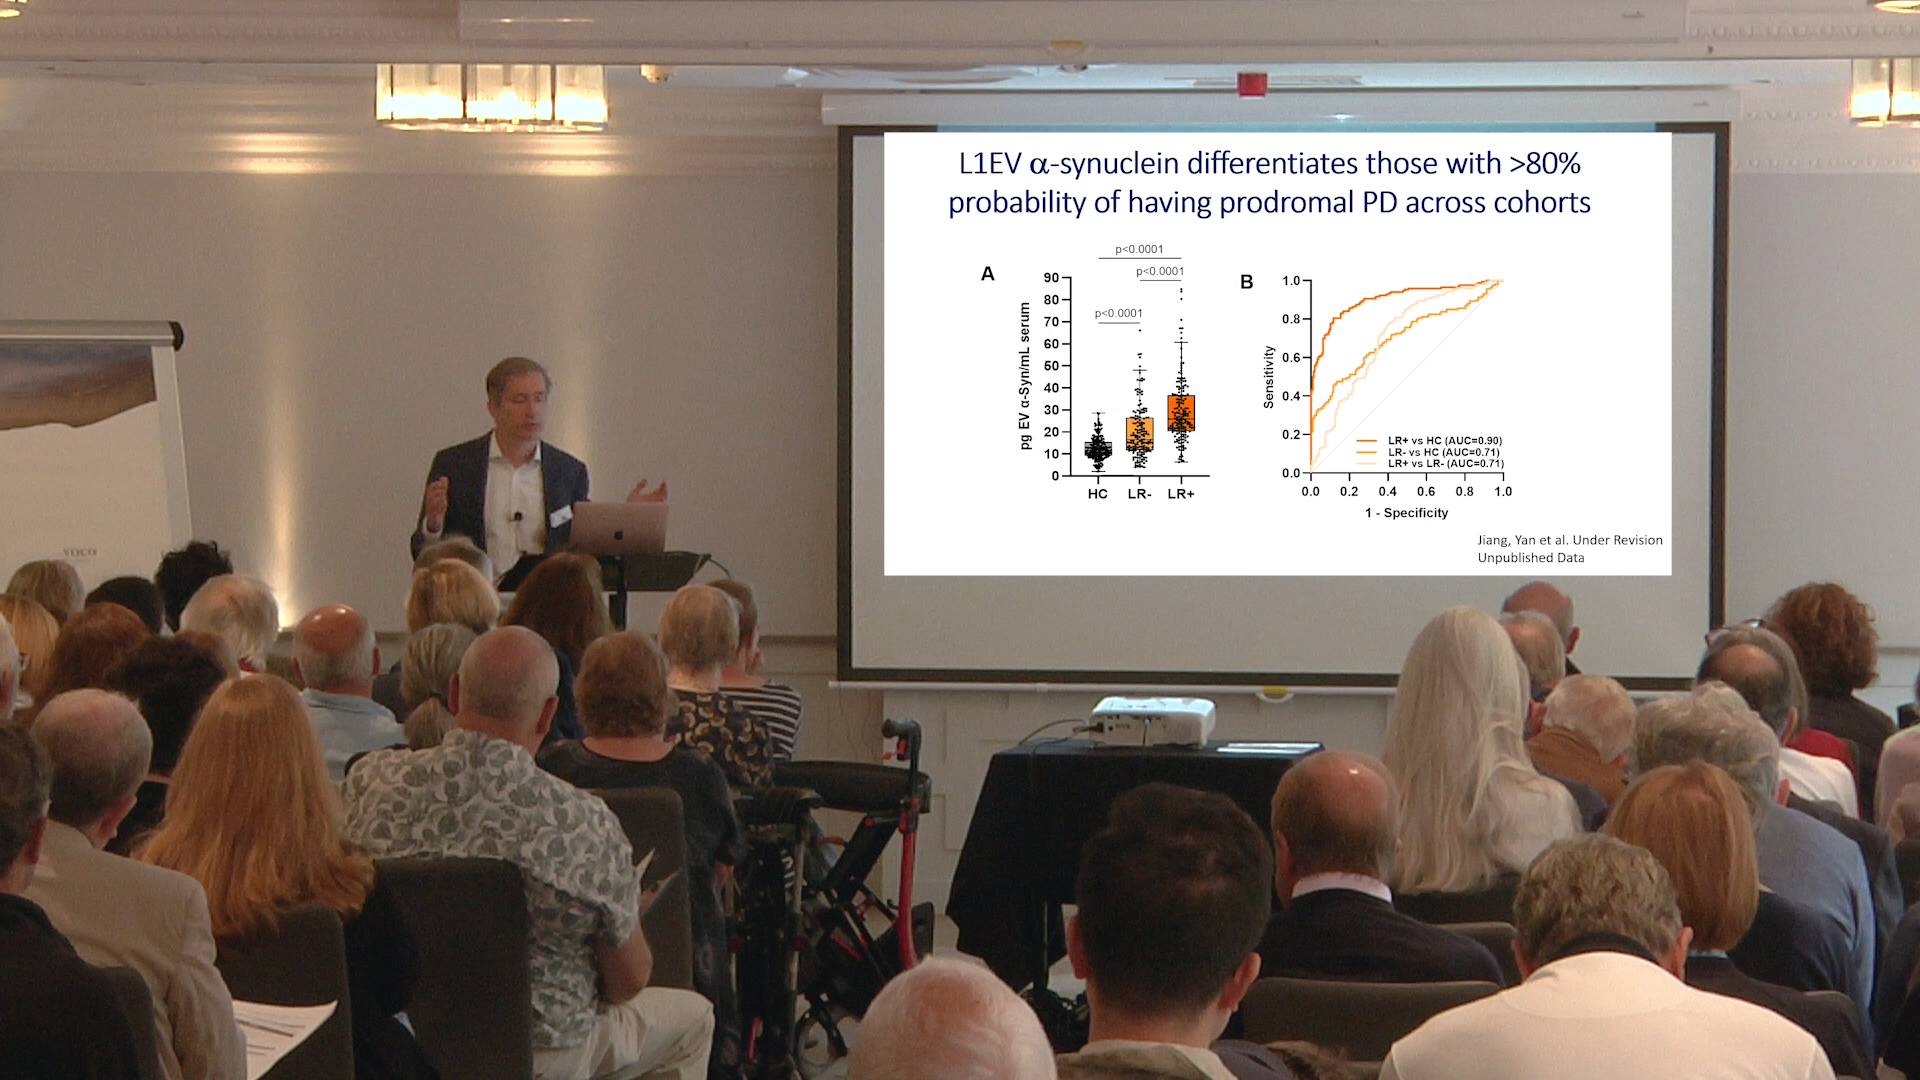 L1EV α-synuclein differentiates those with >80%
probability of having prodromal PD across cohorts
A
p<0.0001
p<0.0001
p<0.0001
pg EV α-Syn/mL serum
90
80
70
60
50
40
30
20
10
0
HC LR- LR+
B
Sensitivity
1.0
0.8
0.6
0.4
0.2
0.0
LR+ vs HC (AUC=0.90)
LR- vs HC (AUC=0.71)
LR+ vs LR- (AUC=0.71)
0.0 0.2 0.4 0.6 0.8 1.0
1 - Specificity
Jiang, Yan et al. Under Revision
Unpublished Data